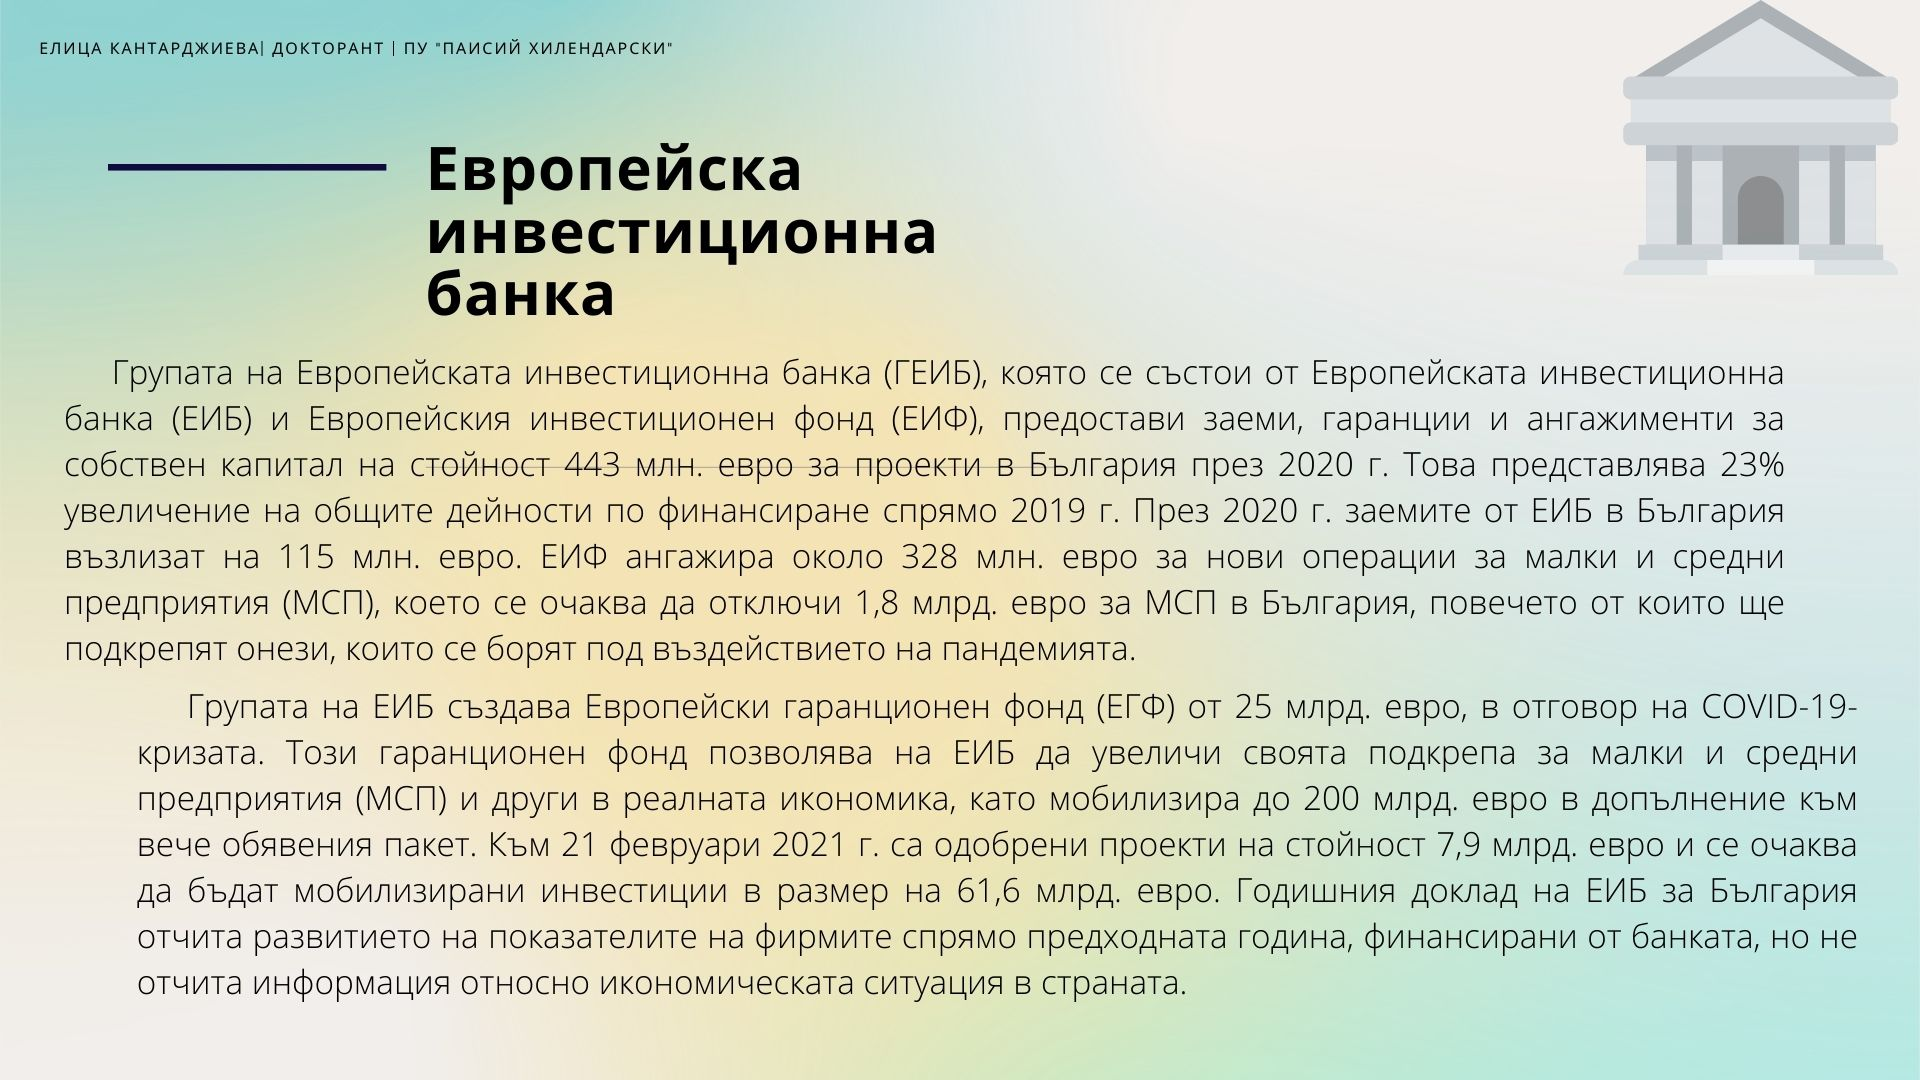 ЕЛИЦА КАНТАРДЖИЕВА| ДОКТОРАНТ | ПУ "ПАИСИЙ ХИЛЕНДАРСКИ"
Европейска
инвестиционна
банка
Групата на Европейската инвестиционна банка (ГЕИБ), която се състои от Европейската инвестиционна
банка (ЕИБ) и Европейския инвестиционен фонд (ЕИФ), предостави заеми, гаранции и ангажименти за
собствен капитал на стойност 443 млн. евро за проекти в България през 2020 г. Това представлява 23%
увеличение на общите дейности по финансиране спрямо 2019 г. През 2020 г. заемите от ЕИБ в България
възлизат на 115 млн. евро. ЕИФ ангажира около 328 млн. евро за нови операции за малки и средни
предприятия (МСП), което се очаква да отключи 1,8 млрд. евро за МСП в България, повечето от които ще
подкрепят онези, които се борят под въздействието на пандемията.
Групата на ЕИБ създава Европейски гаранционен фонд (ЕГФ) от 25 млрд. евро, в отговор на COVID-19-
кризата. Този гаранционен фонд позволява на ЕИБ да увеличи своята подкрепа за малки и средни
предприятия (МСП) и други в реалната икономика, като мобилизира до 200 млрд. евро в допълнение към
вече обявения пакет. Към 21 февруари 2021 г. са одобрени проекти на стойност 7,9 млрд. евро и се очаква
да бъдат мобилизирани инвестиции в размер на 61,6 млрд. евро. Годишния доклад на ЕИБ за България
отчита развитието на показателите на фирмите спрямо предходната година, финансирани от банката, но не
отчита информация относно икономическата ситуация в страната.